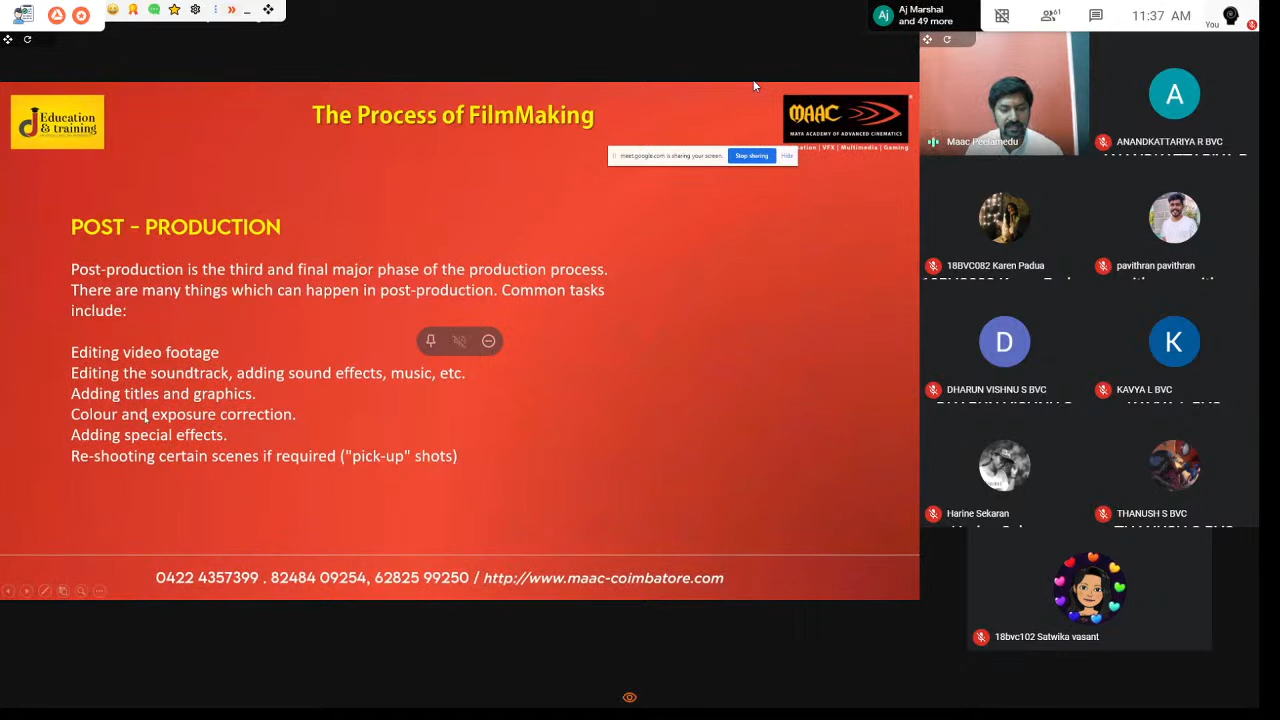 Aj Marshal
and 49 more
61
11:37 AM
You
Education
& training
The Process of FilmMaking
MAAC
MAYA ACADEMY OF ADVANCED CINEMATICS
ation | VFX | Multimedia | Gaming
meet.google.com is sharing your screen.
Stop sharing
Hide
POST - PRODUCTION
Post-production is the third and final major phase of the production process.
There are many things which can happen in post-production. Common tasks
include:
Editing video footage
Editing the soundtrack, adding sound effects, music, etc.
Adding titles and graphics.
Colour and exposure correction.
Adding special effects.
Re-shooting certain scenes if required ("pick-up" shots)
0422 4357399 . 82484 09254, 62825 99250 / http://www.maac-coimbatore.com
Maac Peelamedu
A
ANANDKATTARIYA R BVC
18BVC082 Karen Padua
pavithran pavithran
D
DHARUN VISHNU S BVC
K
KAVYA L BVC
Harine Sekaran
THANUSH S BVC
18bvc102 Satwika vasant